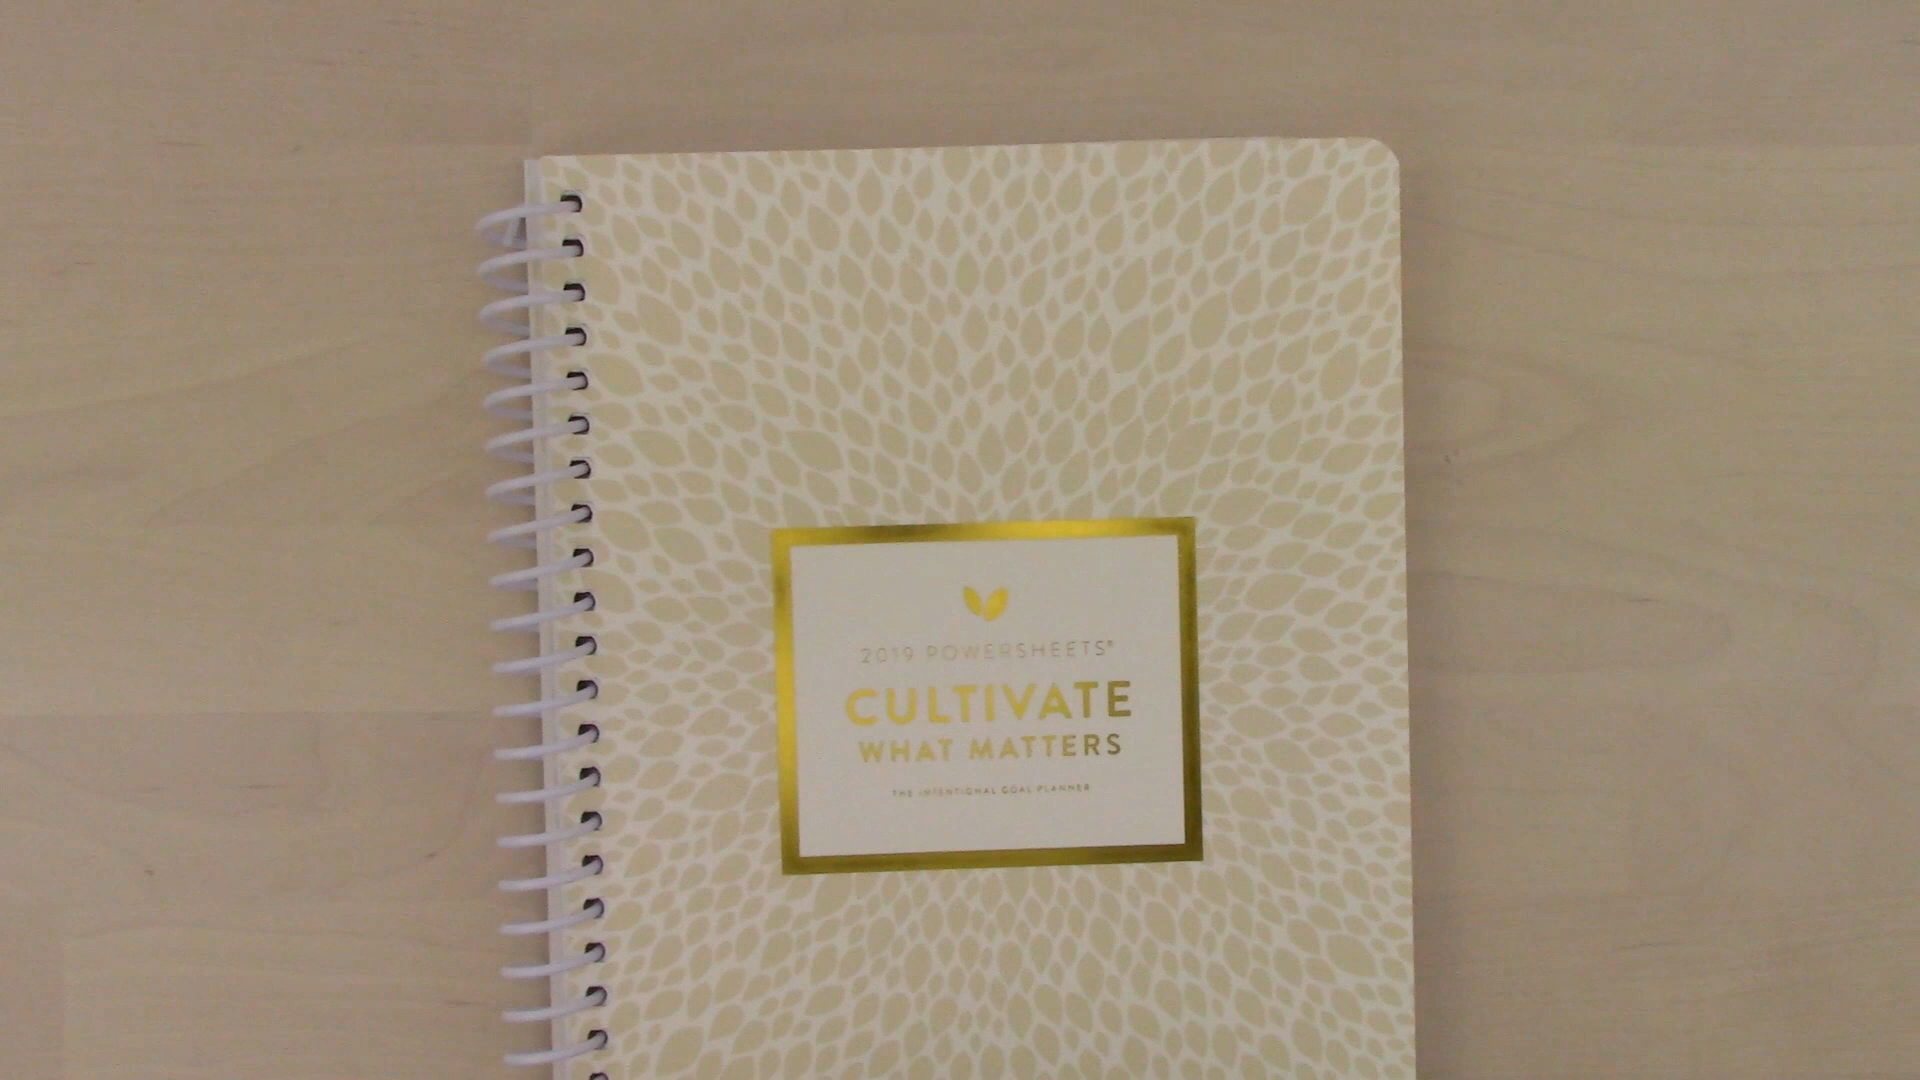 2019 POWERSHEETS®
CULTIVATE
WHAT MATTERS
THE INTENTIONAL GOAL PLANNER